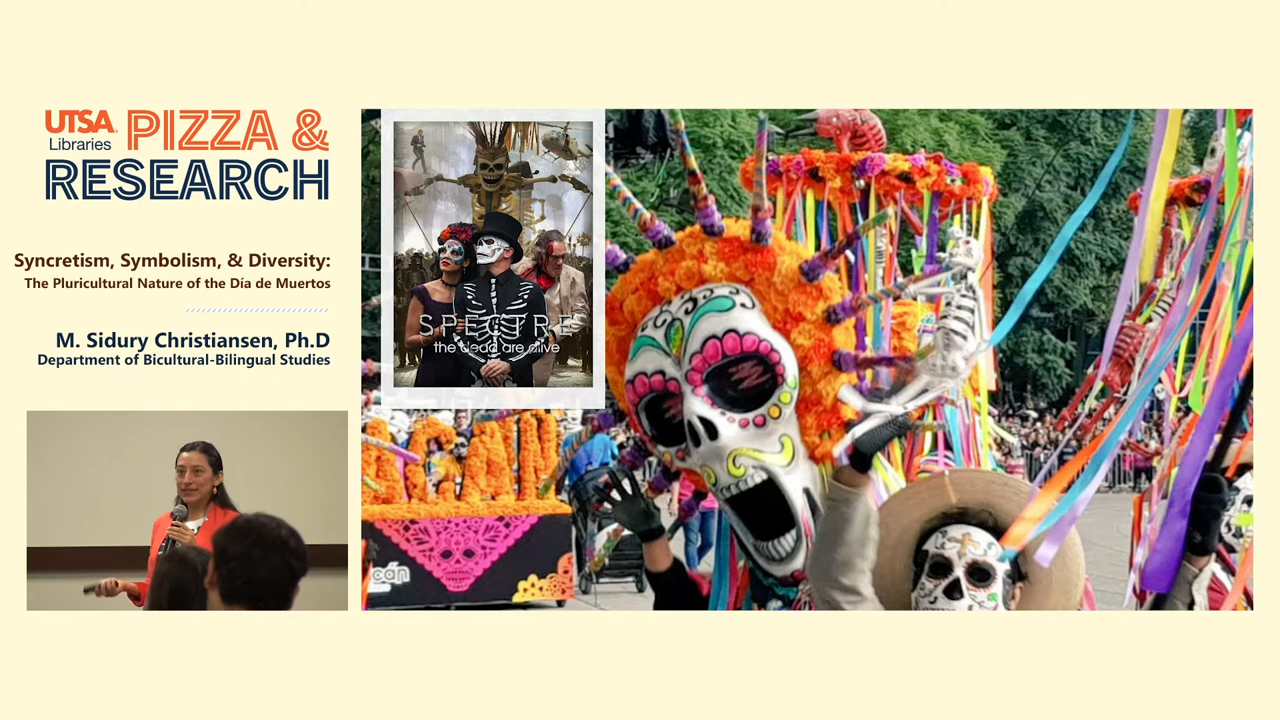 UTSA
Libraries
PIZZA &
RESEARCH
Syncretism, Symbolism, & Diversity:
The Pluricultural Nature of the Día de Muertos
M. Sidury Christiansen, Ph.D
Department of Bicultural-Bilingual Studies
SPECTRE
the dead are alive
cán